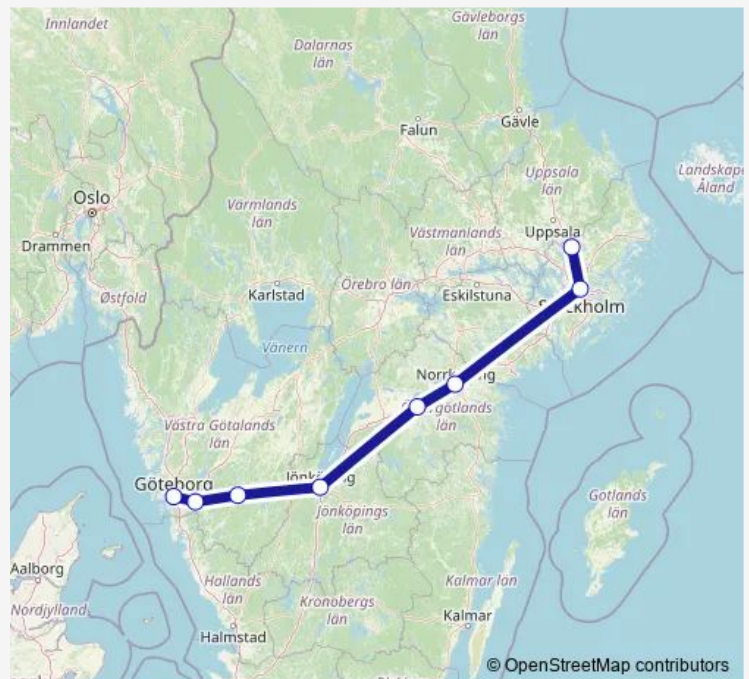 Innlandet
Gävleborgs
län
Dalarnas
län
Falun
Gävle
Uppsala
län
Landskape
Åland
Oslo
Värmlands
län
Västmanlands
län
Uppsala
Drammen
Østfold
Karlstad
Örebro län
Eskilstuna
Vänern
Västra Götalands
län
län
Göteborg
Jönköpings
län
Gotlands
län
Aalborg
Nordjylland
Hallands
län
Kronobergs
län
Kalmar län
Halmstad
Kalmar
© OpenStreetMap contributors